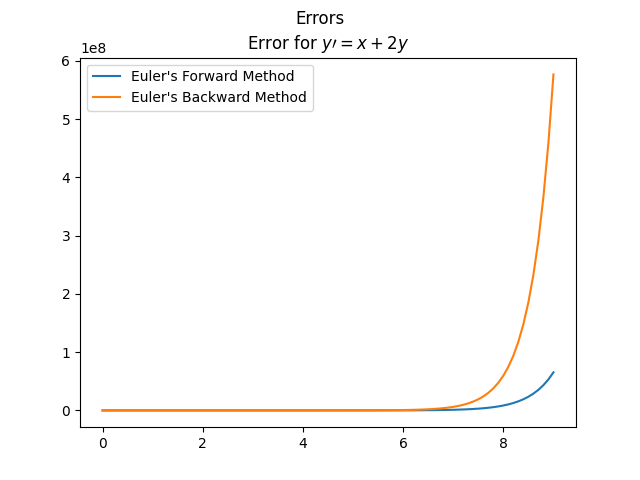 Errors
Error for y′ = x + 2y
1e8
Euler's Forward Method
Euler's Backward Method
6
5
4
3
2
1
0
0 2 4 6 8